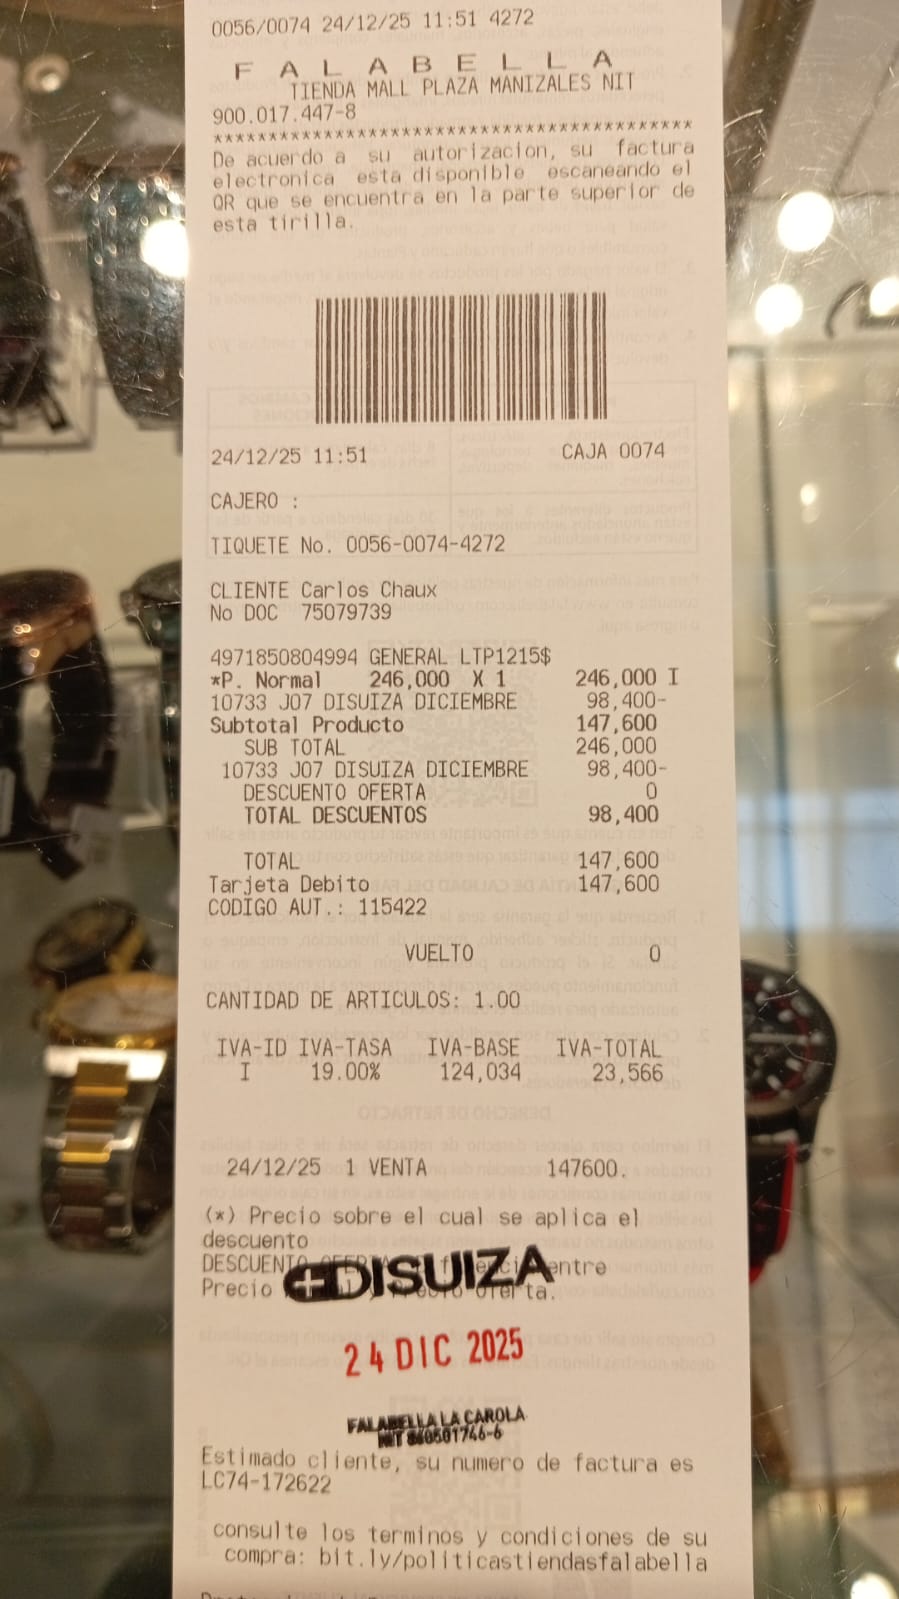 0056/0074 24/12/25 11:51 4272
F A L A B E L L A
TIENDA MALL PLAZA MANIZALES NIT
900.017.447-8
******************************************
De acuerdo a su autorizacion, su factura
electronica esta disponible escaneando el
QR que se encuentra en la parte superior de
esta tirilla.
24/12/25 11:51 CAJA 0074
CAJERO :
TIQUETE No. 0056-0074-4272
CLIENTE Carlos Chaux
No DOC 75079739
4971850804994 GENERAL LTP1215$
*P. Normal 246,000 X 1 246,000 I
10733 J07 DISUIZA DICIEMBRE 98,400-
Subtotal Producto 147,600
SUB TOTAL 246,000
10733 J07 DISUIZA DICIEMBRE 98,400-
DESCUENTO OFERTA 0
TOTAL DESCUENTOS 98,400
TOTAL 147,600
Tarjeta Debito 147,600
CODIGO AUT.: 115422
VUELTO 0
CANTIDAD DE ARTICULOS: 1.00
IVA-ID IVA-TASA IVA-BASE IVA-TOTAL
I 19.00% 124,034 23,566
24/12/25 1 VENTA 147600.
(*) Precio sobre el cual se aplica el
descuento
DESCUENTO entre
Precio oferta.
DISUIZA
24 DIC 2025
FALABELLA LA CAROLA
NIT 860501746-6
Estimado cliente, su numero de factura es
LC74-172622
consulte los terminos y condiciones de su
compra: bit.ly/politicastiendasfalabella